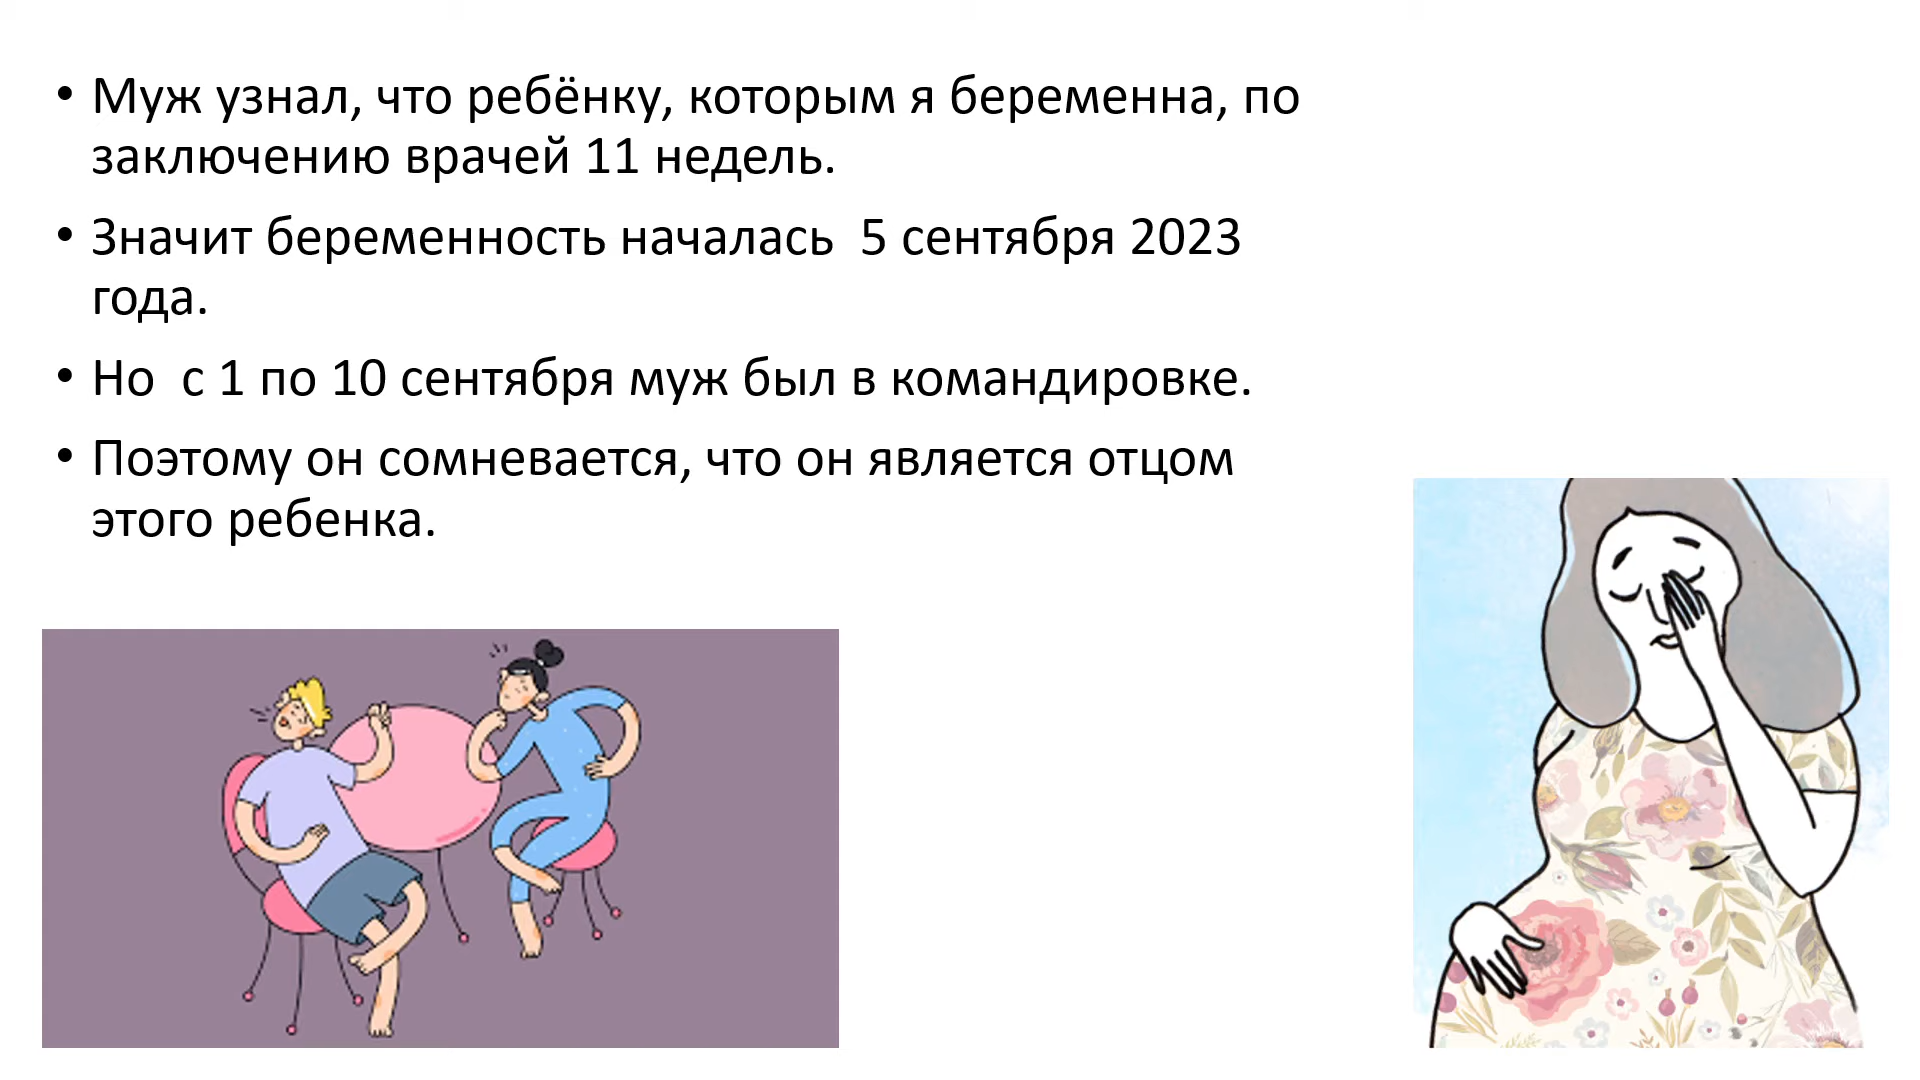 • Муж узнал, что ребёнку, которым я беременна, по
заключению врачей 11 недель.
• Значит беременность началась  5 сентября 2023
года.
• Но  с 1 по 10 сентября муж был в командировке.
• Поэтому он сомневается, что он является отцом
этого ребенка.